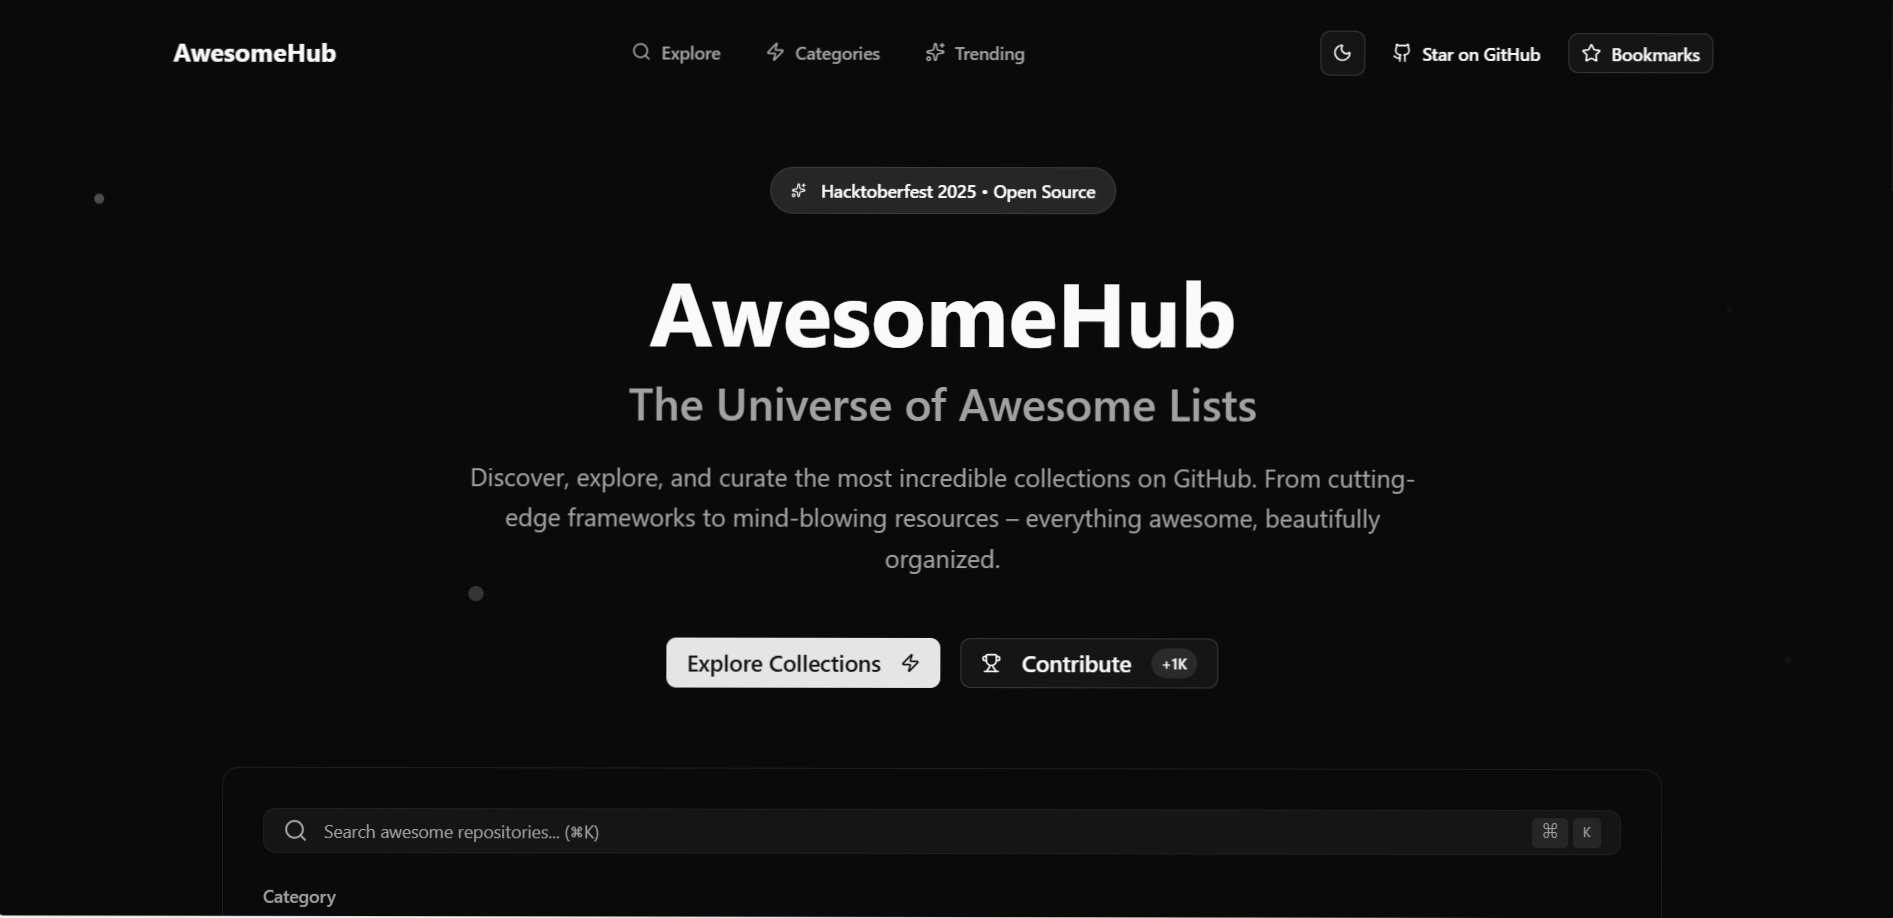 AwesomeHub
Explore
Categories
Trending
Star on GitHub
Bookmarks
Hacktoberfest 2025 • Open Source
AwesomeHub
The Universe of Awesome Lists
Discover, explore, and curate the most incredible collections on GitHub. From cutting-
edge frameworks to mind-blowing resources – everything awesome, beautifully
organized.
Explore Collections
Contribute +1K
Search awesome repositories... (⌘K)
⌘ K
Category